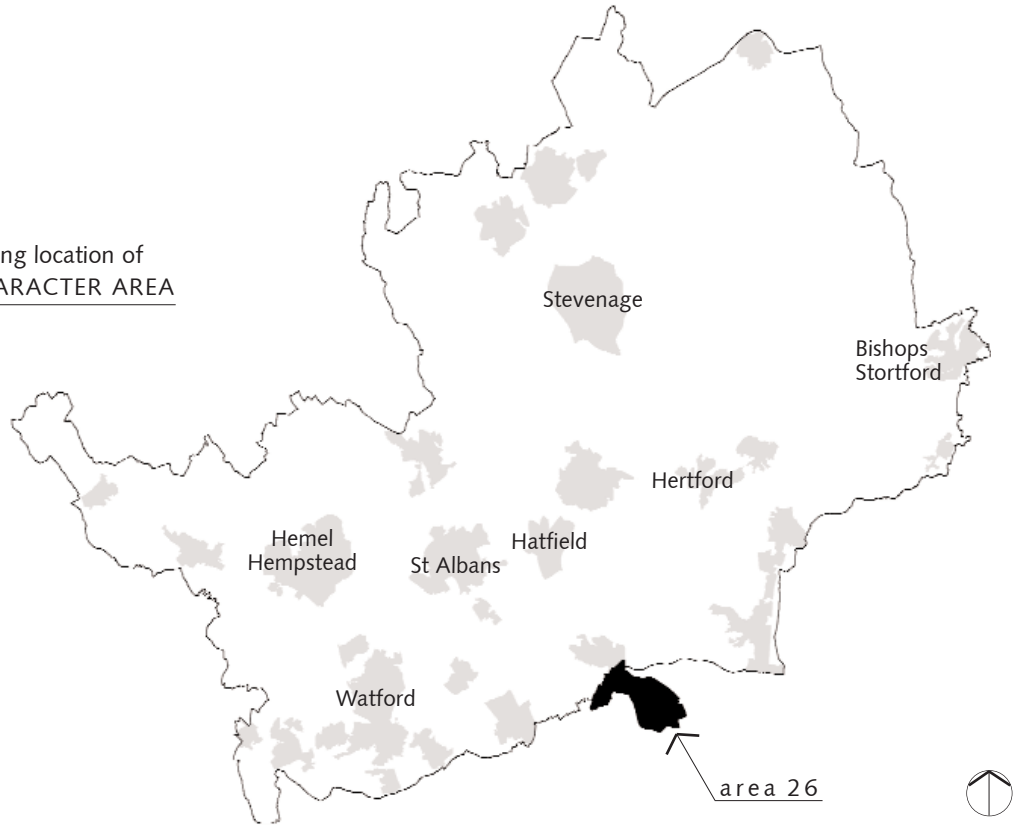 ng location of
ARACTER AREA
Stevenage
Bishops
Stortford
Hertford
Hemel
Hempstead
St Albans
Hatfield
Watford
area 26